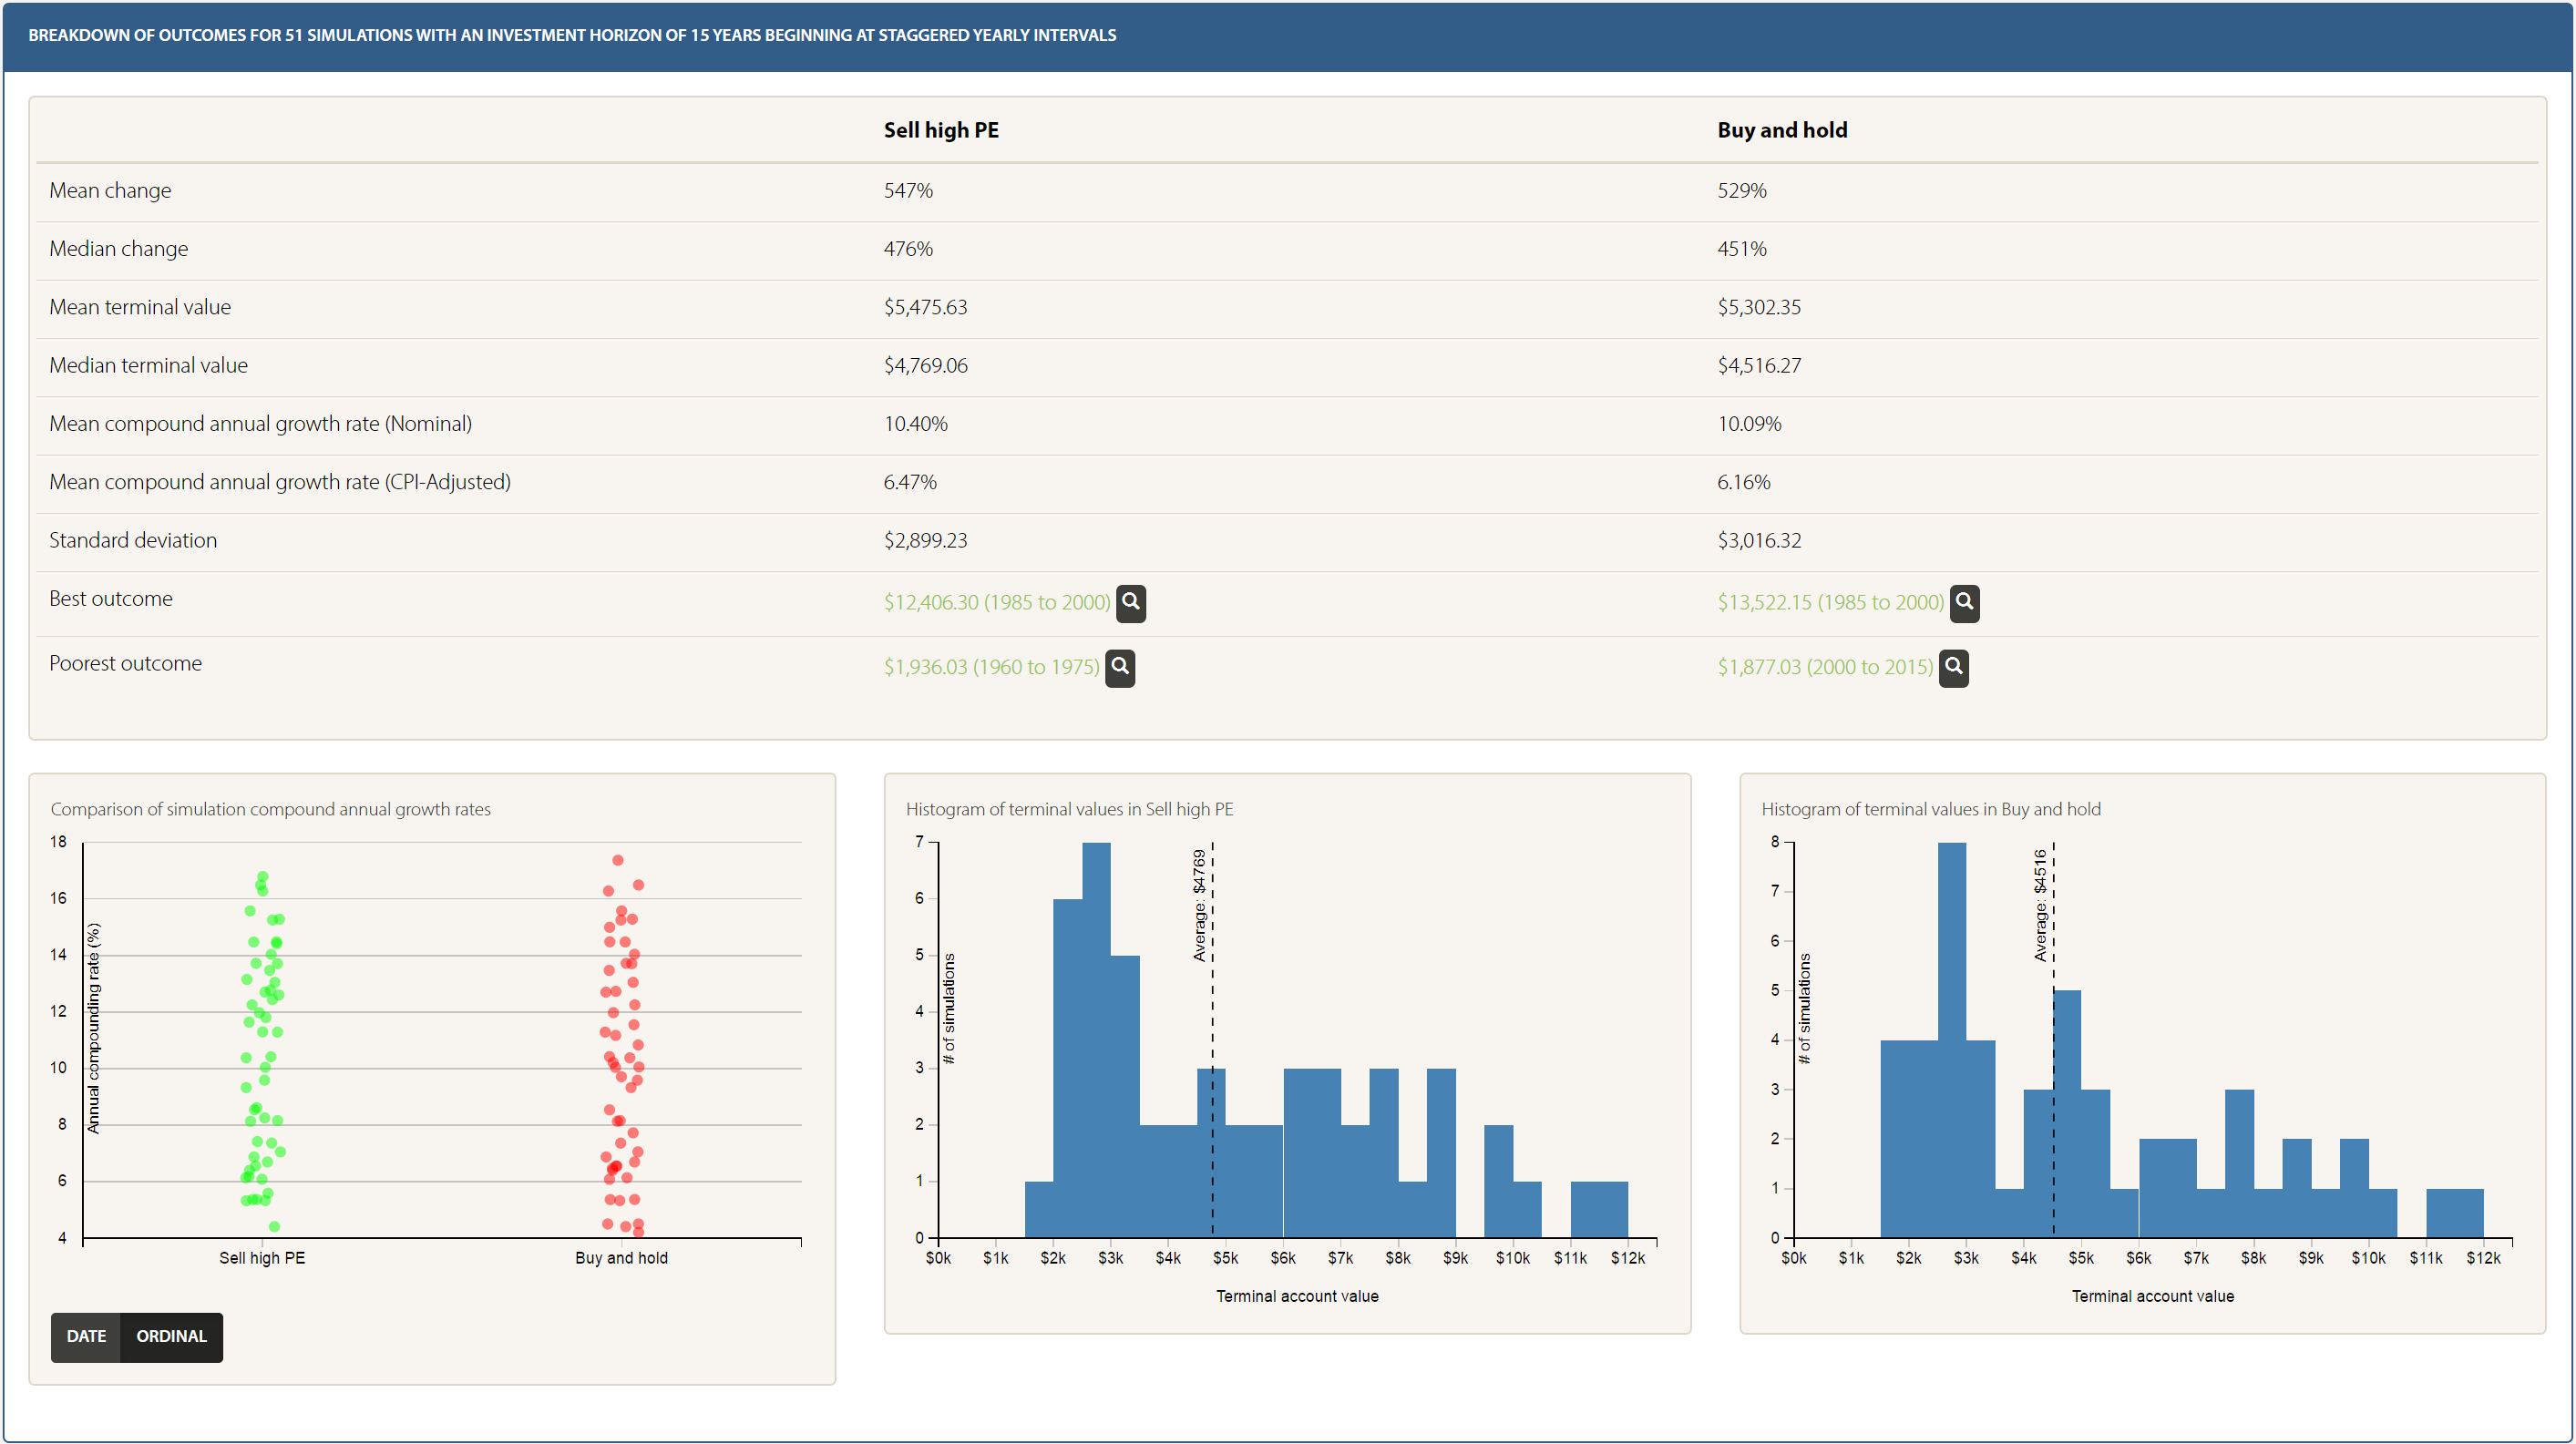 BREAKDOWN OF OUTCOMES FOR 51 SIMULATIONS WITH AN INVESTMENT HORIZON OF 15 YEARS BEGINNING AT STAGGERED YEARLY INTERVALS
Sell high PE Buy and hold
Mean change 547% 529%
Median change 476% 451%
Mean terminal value $5,475.63 $5,302.35
Median terminal value $4,769.06 $4,516.27
Mean compound annual growth rate (Nominal) 10.40% 10.09%
Mean compound annual growth rate (CPI-Adjusted) 6.47% 6.16%
Standard deviation $2,899.23 $3,016.32
Best outcome $12,406.30 (1985 to 2000) $13,522.15 (1985 to 2000)
Poorest outcome $1,936.03 (1960 to 1975) $1,877.03 (2000 to 2015)
Comparison of simulation compound annual growth rates
18
16
14
12
10
8
6
4
Annual compounding rate (%)
Sell high PE Buy and hold
DATE ORDINAL
Histogram of terminal values in Sell high PE
7
6
5
4
3
2
1
0
# of simulations
Average: $4769
$0k $1k $2k $3k $4k $5k $6k $7k $8k $9k $10k $11k $12k
Terminal account value
Histogram of terminal values in Buy and hold
8
7
6
5
4
3
2
1
0
# of simulations
Average: $4516
$0k $1k $2k $3k $4k $5k $6k $7k $8k $9k $10k $11k $12k
Terminal account value